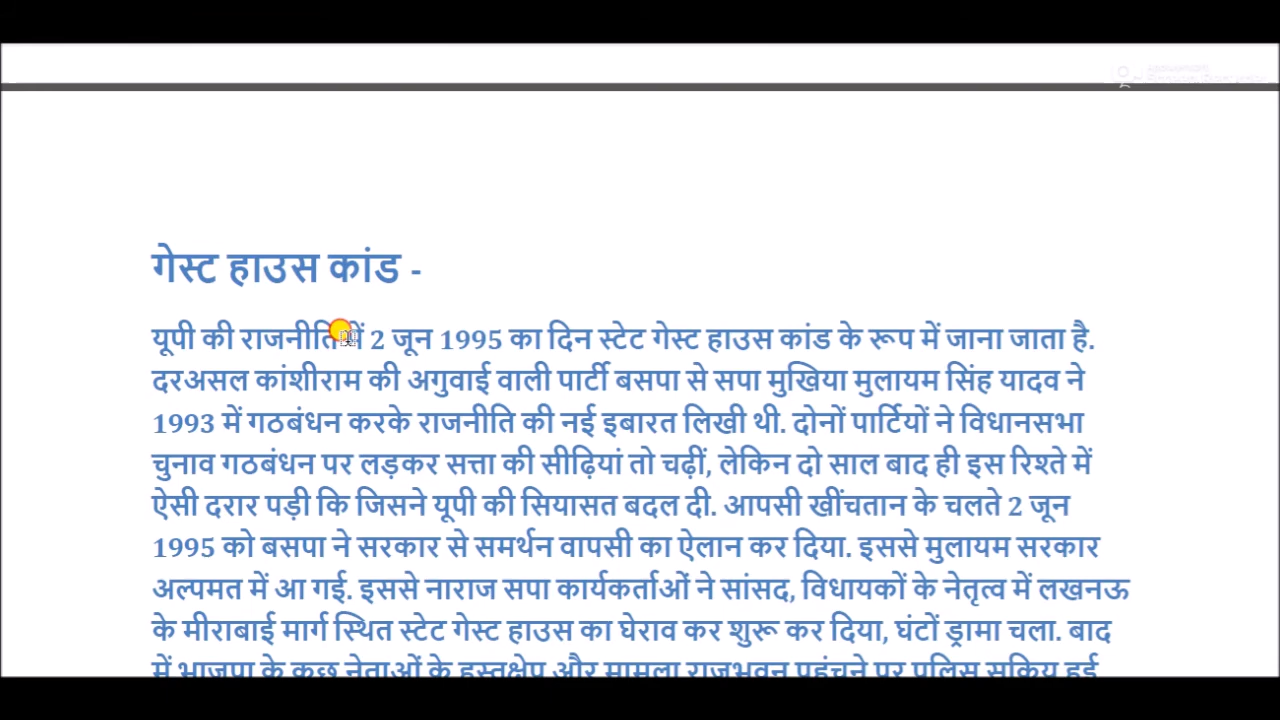 गेस्ट हाउस कांड -
यूपी की राजनीति में 2 जून 1995 का दिन स्टेट गेस्ट हाउस कांड के रूप में जाना जाता है.
दरअसल कांशीराम की अगुवाई वाली पार्टी बसपा से सपा मुखिया मुलायम सिंह यादव ने
1993 में गठबंधन करके राजनीति की नई इबारत लिखी थी. दोनों पार्टियों ने विधानसभा
चुनाव गठबंधन पर लड़कर सत्ता की सीढ़ियां तो चढ़ीं, लेकिन दो साल बाद ही इस रिश्ते में
ऐसी दरार पड़ी कि जिसने यूपी की सियासत बदल दी. आपसी खींचतान के चलते 2 जून
1995 को बसपा ने सरकार से समर्थन वापसी का ऐलान कर दिया. इससे मुलायम सरकार
अल्पमत में आ गई. इससे नाराज सपा कार्यकर्ताओं ने सांसद, विधायकों के नेतृत्व में लखनऊ
के मीराबाई मार्ग स्थित स्टेट गेस्ट हाउस का घेराव कर शुरू कर दिया, घंटों ड्रामा चला. बाद
में भाजपा के कुछ नेताओं के हस्तक्षेप और मामला राजभवन पहुंचने पर पुलिस सक्रिय हुई